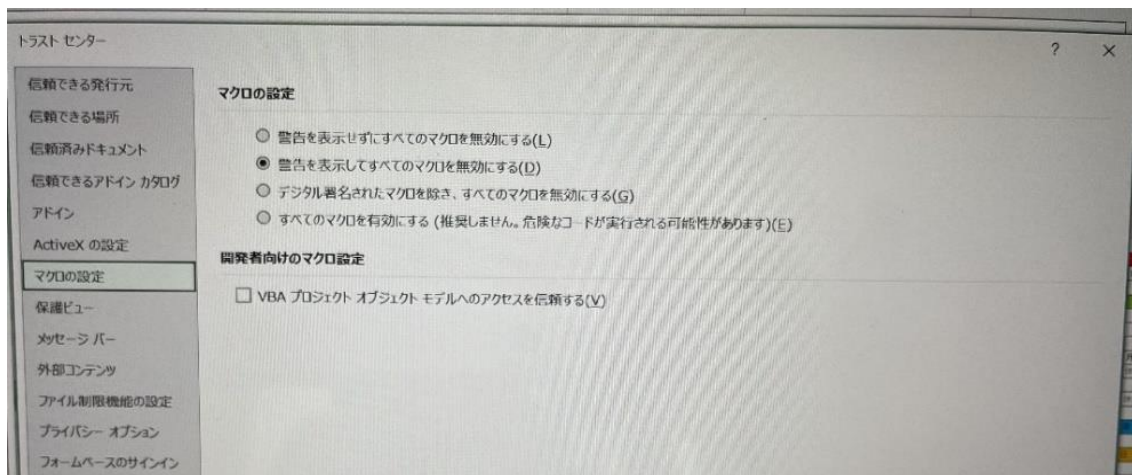 トラスト センター
? ×
信頼できる発行元
信頼できる場所
信頼済みドキュメント
信頼できるアドイン カタログ
アドイン
ActiveX の設定
マクロの設定
保護ビュー
メッセージ バー
外部コンテンツ
ファイル制限機能の設定
プライバシー オプション
フォームベースのサインイン
マクロの設定
警告を表示せずにすべてのマクロを無効にする(L)
警告を表示してすべてのマクロを無効にする(D)
デジタル署名されたマクロを除き、すべてのマクロを無効にする(G)
すべてのマクロを有効にする (推奨しません。危険なコードが実行される可能性があります)(E)
開発者向けのマクロ設定
VBA プロジェクト オブジェクト モデルへのアクセスを信頼する(V)